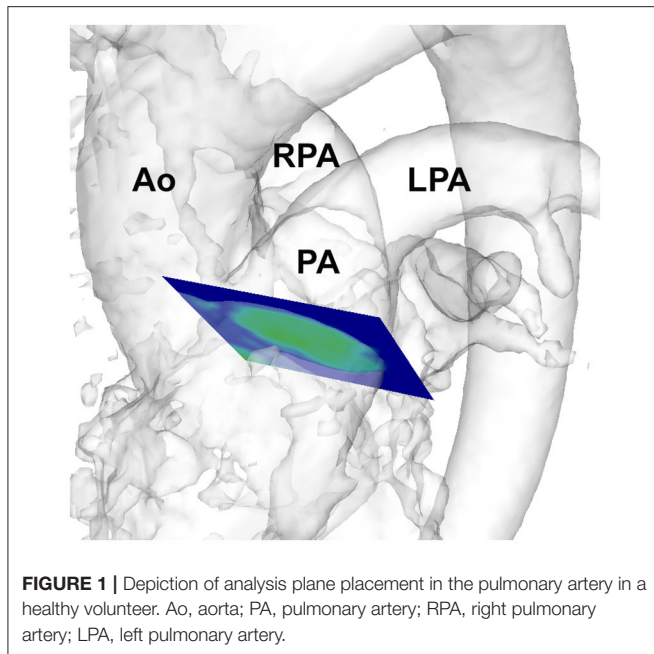 RPA
Ao
LPA
PA
FIGURE 1 | Depiction of analysis plane placement in the pulmonary artery in a
healthy volunteer. Ao, aorta; PA, pulmonary artery; RPA, right pulmonary
artery; LPA, left pulmonary artery.